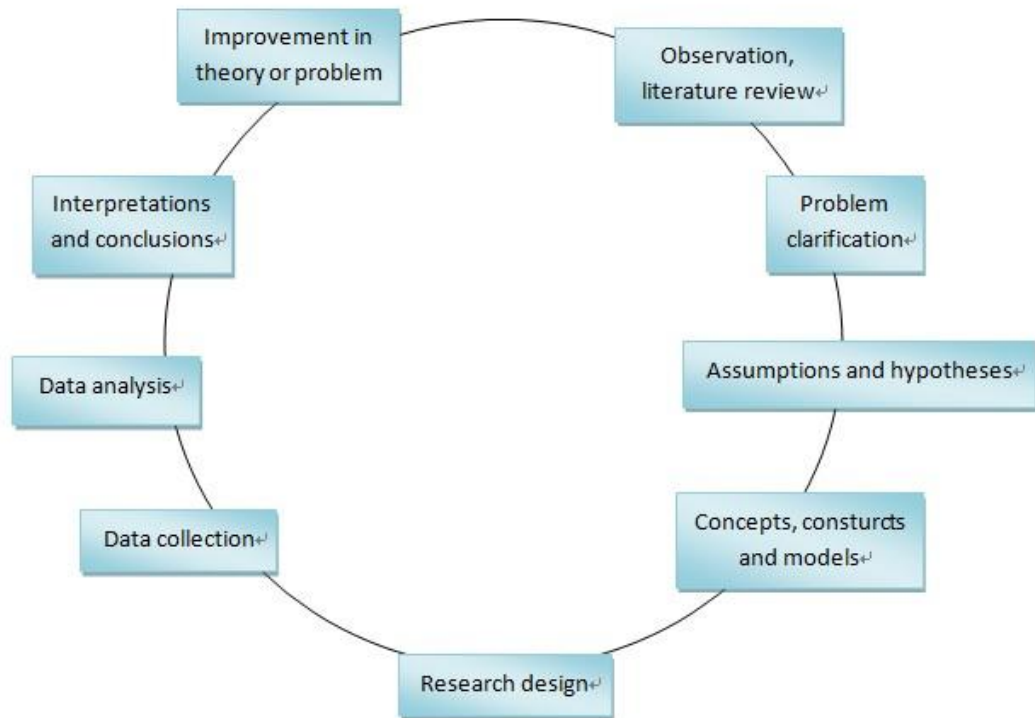 Improvement in
theory or problem
Observation,
literature review↵
Interpretations
and conclusions↵
Problem
clarification↵
Data analysis↵
Assumptions and hypotheses↵
Data collection↵
Concepts, consturcts
and models↵
Research design↵